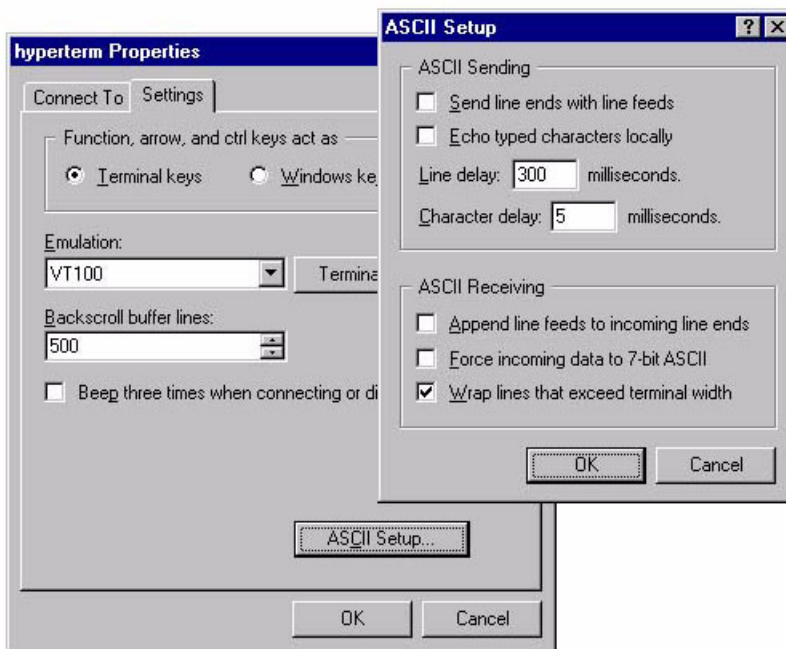 hyperterm Properties
Connect To
Settings
Function, arrow, and ctrl keys act as
Terminal keys
Windows
Emulation:
VT100
Backscroll buffer lines:
500
Beep three times when connecting or
ASCII Setup...
OK
Cancel
ASCII Setup
ASCII Sending
Send line ends with line feeds
Echo typed characters locally
Line delay: 300 milliseconds.
Character delay: 5 milliseconds.
ASCII Receiving
Append line feeds to incoming line ends
Force incoming data to 7-bit ASCII
Wrap lines that exceed terminal width
OK
Cancel